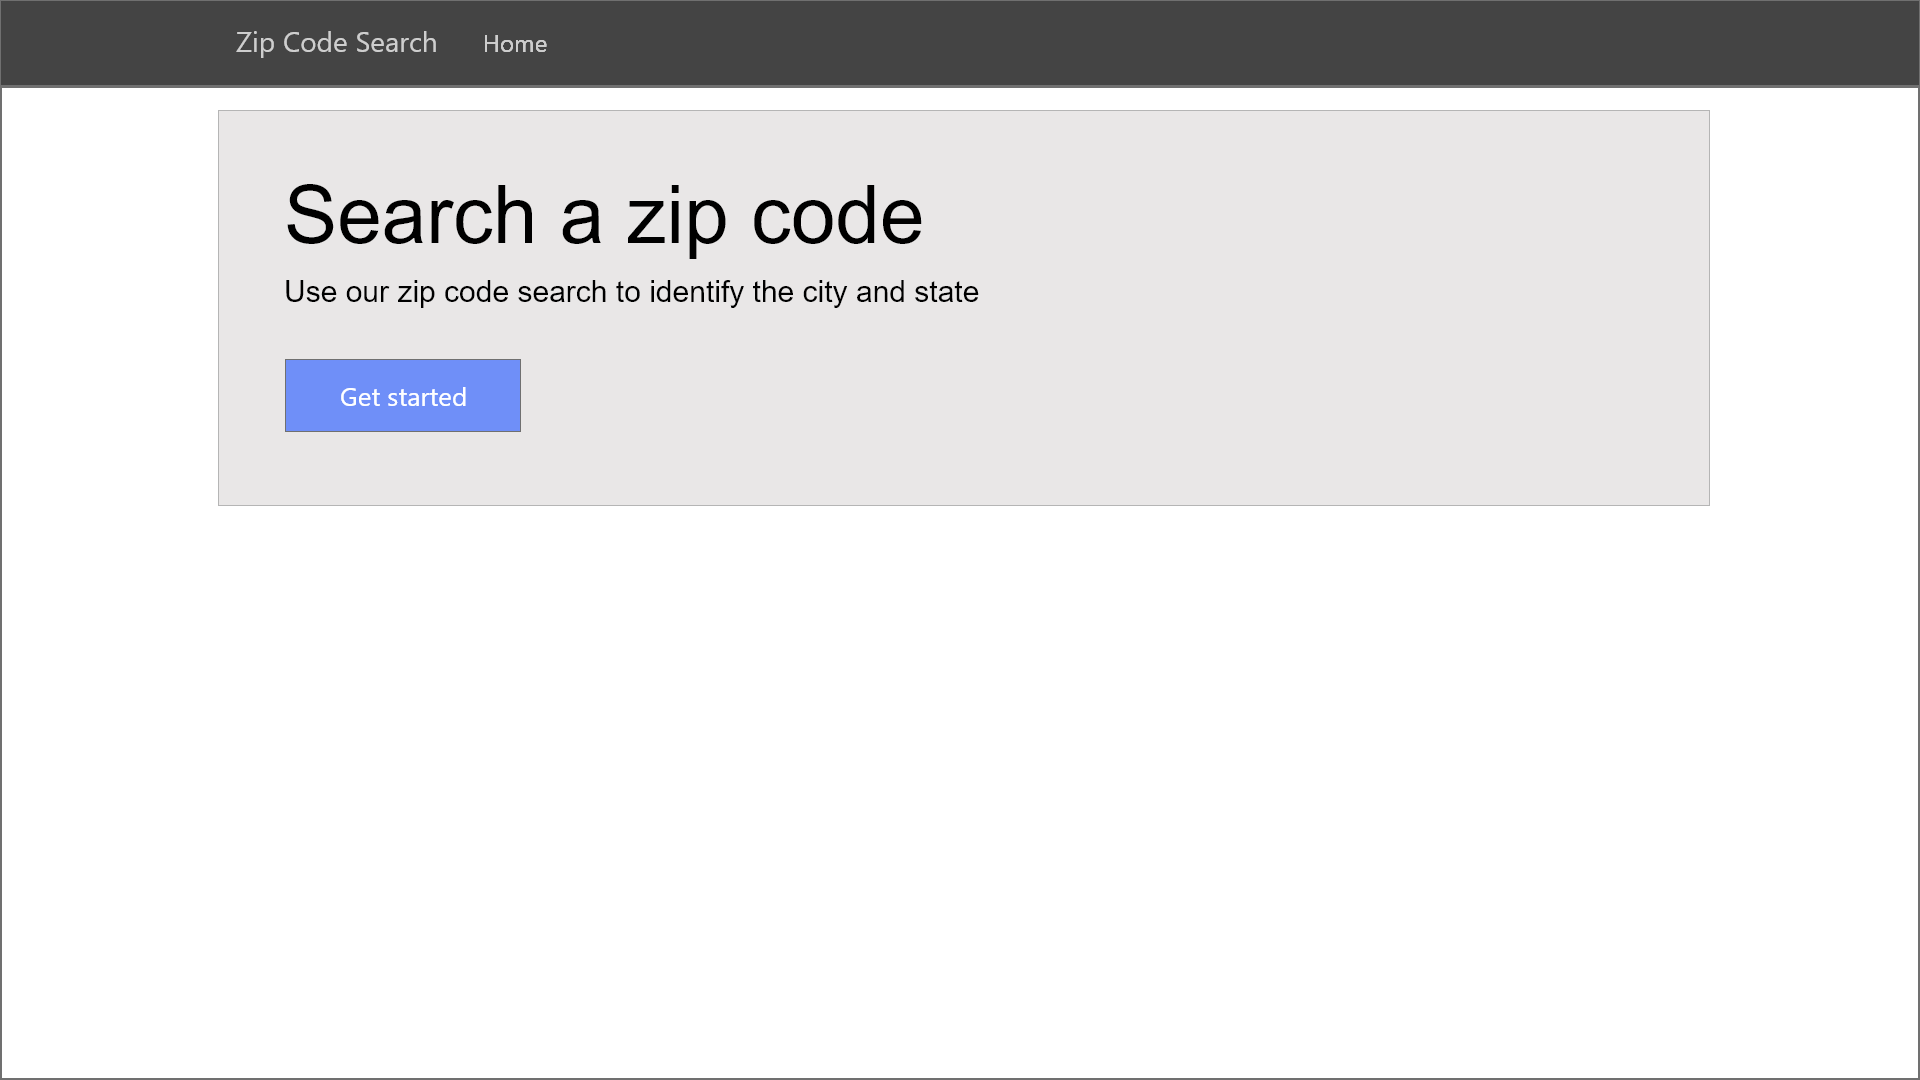 Zip Code Search Home
Search a zip code
Use our zip code search to identify the city and state
Get started